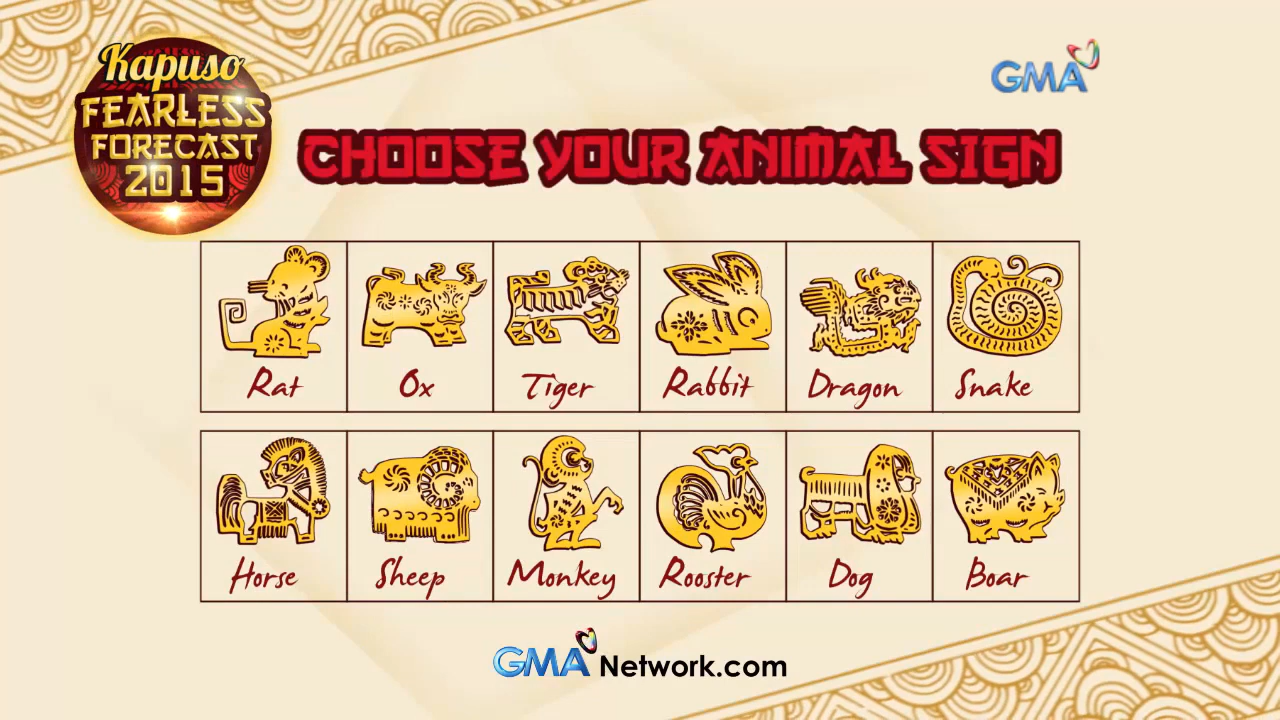 Kapuso
FEARLESS
FORECAST
2015
GMA
CHOOSE YOUR ANIMAL SIGN
Rat Ox Tiger Rabbit Dragon Snake
Horse Sheep Monkey Rooster Dog Boar
GMA Network.com